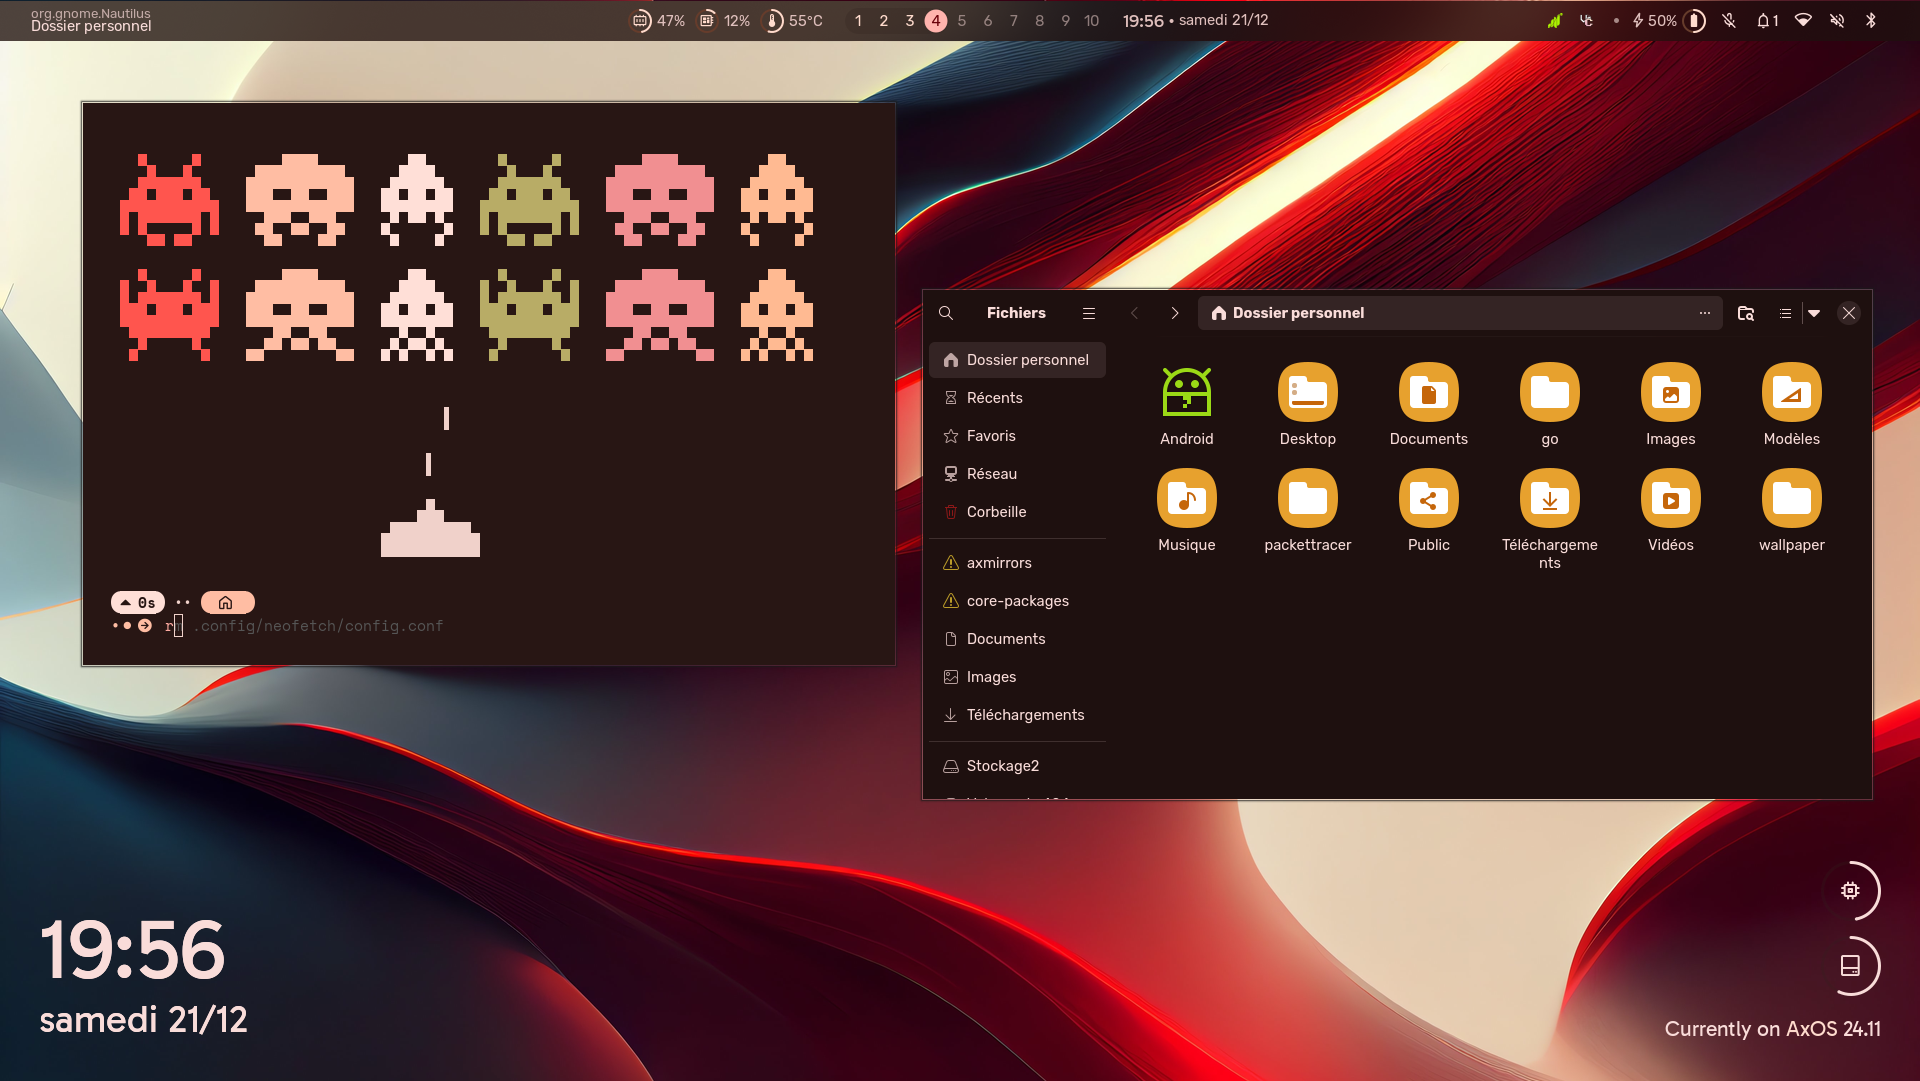 org.gnome.Nautilus
Dossier personnel
47% 12% 55°C
1 2 3 4 5 6 7 8 9 10
19:56 • samedi 21/12
50%
1
0s
rm .config/neofetch/config.conf
Fichiers
Dossier personnel
Dossier personnel
Récents
Favoris
Réseau
Corbeille
axmirrors
core-packages
Documents
Images
Téléchargements
Stockage2
Android Desktop Documents go Images Modèles
Musique packettracer Public Téléchargeme
nts Vidéos wallpaper
19:56
samedi 21/12
Currently on AxOS 24.11